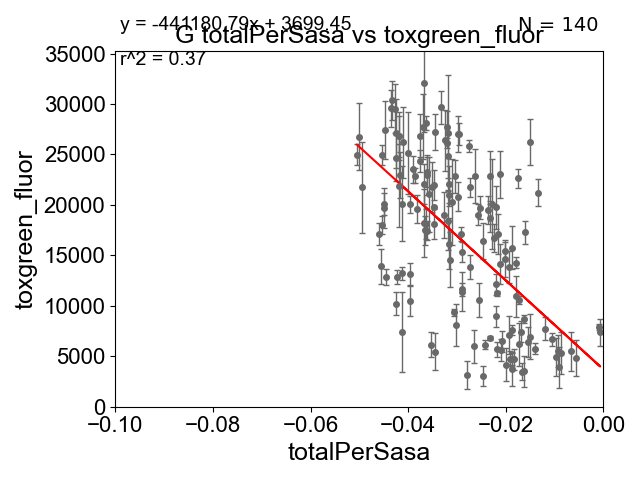 y = -441180.79x + 3699.45
N = 140
G totalPerSasa vs toxgreen_fluor
r^2 = 0.37
35000
30000
25000
20000
15000
10000
5000
0
toxgreen_fluor
−0.10 −0.08 −0.06 −0.04 −0.02 0.00
totalPerSasa